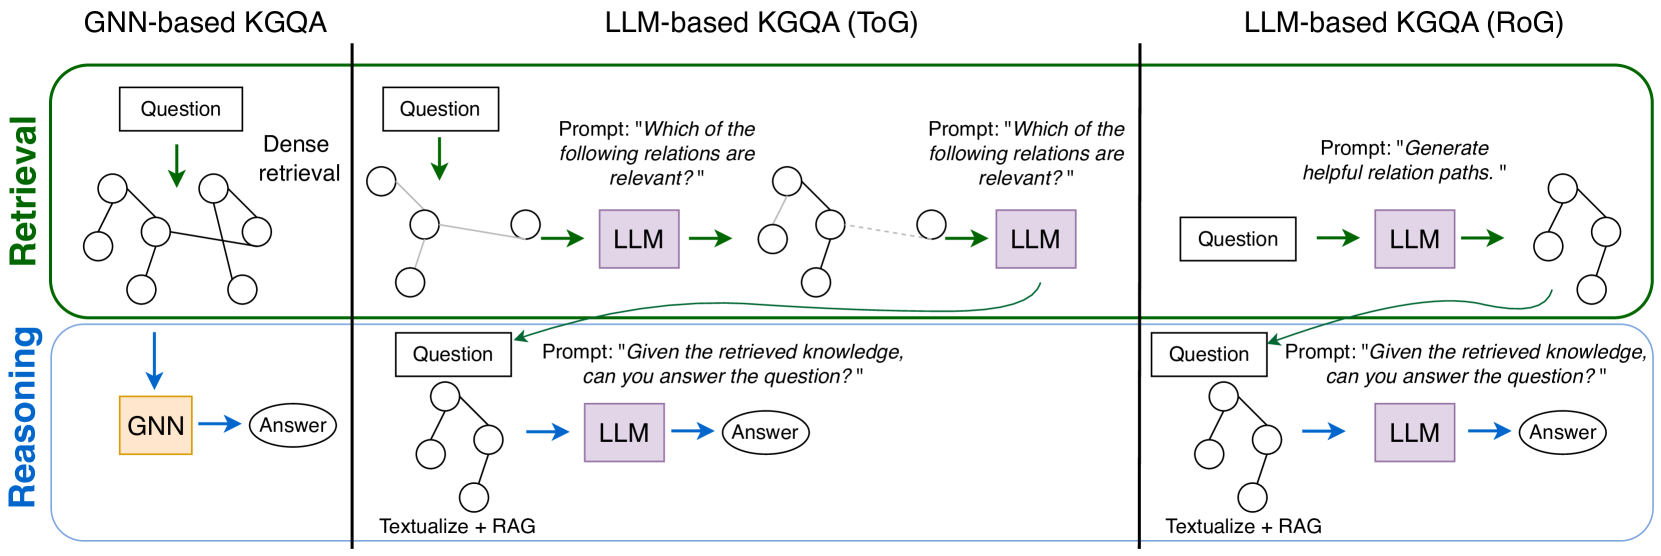 GNN-based KGQA
LLM-based KGQA (ToG)
LLM-based KGQA (RoG)
Retrieval
Question
Dense
retrieval
Question
Prompt: "Which of the
following relations are
relevant? "
LLM
Prompt: "Which of the
following relations are
relevant? "
LLM
Prompt: "Generate
helpful relation paths. "
Question
LLM
Reasoning
GNN
Answer
Question
Prompt: "Given the retrieved knowledge,
can you answer the question? "
LLM
Answer
Textualize + RAG
Question
Prompt: "Given the retrieved knowledge,
can you answer the question? "
LLM
Answer
Textualize + RAG